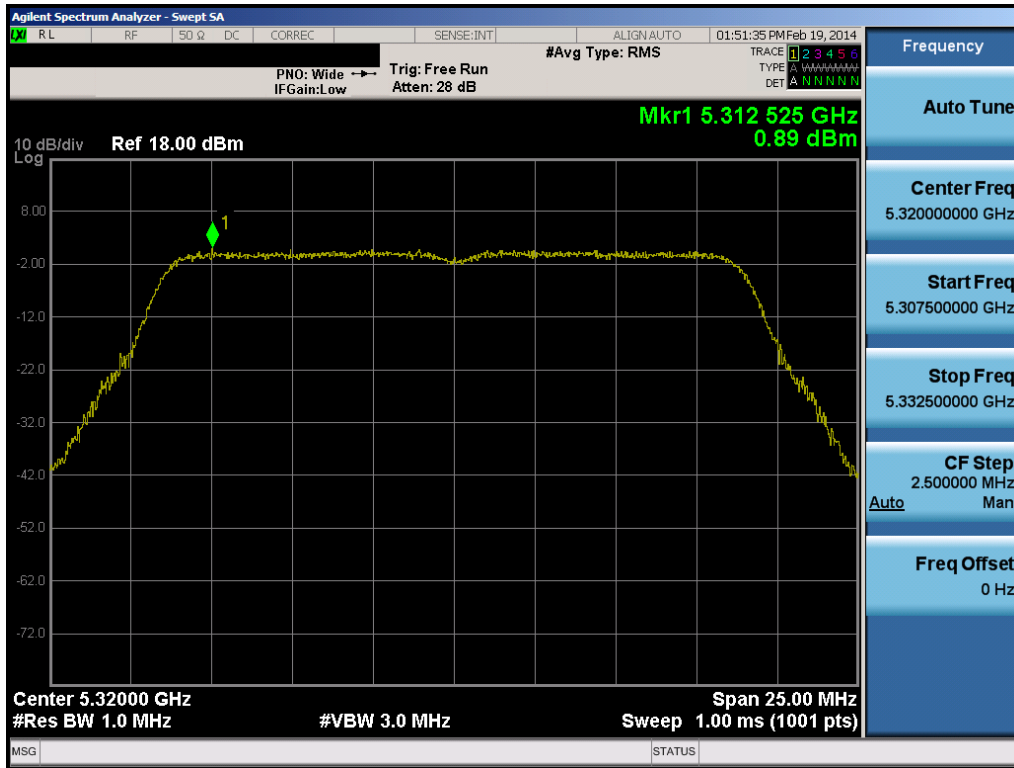 Agilent Spectrum Analyzer - Swept SA
LXI RL RF 50 Ω DC CORREC SENSE:INT ALIGN AUTO 01:51:35 PM Feb 19, 2014
Frequency
#Avg Type: RMS
TRACE 1 2 3 4 5 6
TYPE A WWWWW
DET A N N N N N
PNO: Wide
IFGain:Low
Trig: Free Run
Atten: 28 dB
Auto Tune
Mkr1 5.312 525 GHz
0.89 dBm
10 dB/div Ref 18.00 dBm
Log
1
8.00
-2.00
-12.0
-22.0
-32.0
-42.0
-52.0
-62.0
-72.0
Center Freq
5.320000000 GHz
Start Freq
5.307500000 GHz
Stop Freq
5.332500000 GHz
CF Step
2.500000 MHz
Auto Man
Freq Offset
0 Hz
Center 5.32000 GHz Span 25.00 MHz
#Res BW 1.0 MHz #VBW 3.0 MHz Sweep 1.00 ms (1001 pts)
MSG STATUS